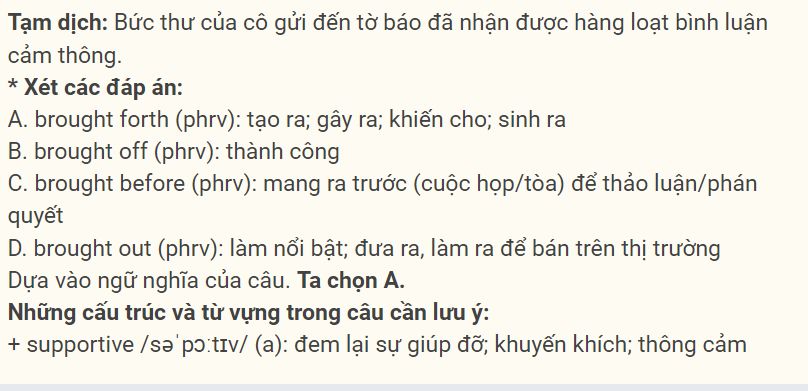 Tạm dịch: Bức thư của cô gửi đến tờ báo đã nhận được hàng loạt bình luận
cảm thông.
* Xét các đáp án:
A. brought forth (phrv): tạo ra; gây ra; khiến cho; sinh ra
B. brought off (phrv): thành công
C. brought before (phrv): mang ra trước (cuộc họp/tòa) để thảo luận/phán
quyết
D. brought out (phrv): làm nổi bật; đưa ra, làm ra để bán trên thị trường
Dựa vào ngữ nghĩa của câu. Ta chọn A.
Những cấu trúc và từ vựng trong câu cần lưu ý:
+ supportive /səˈpɔːtɪv/ (a): đem lại sự giúp đỡ; khuyến khích; thông cảm